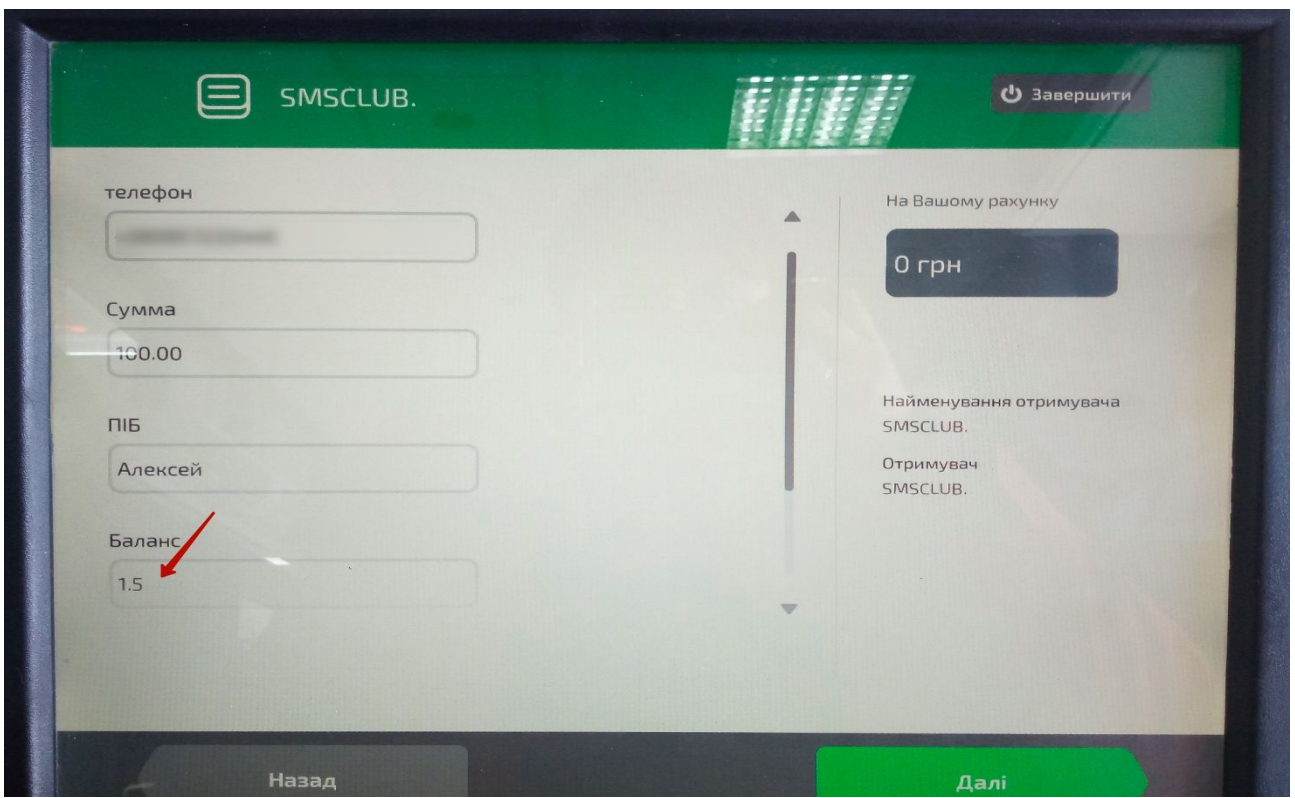 SMSCLUB.
Завершити
телефон
Сумма
100.00
ПІБ
Алексей
Баланс
1.5
На Вашому рахунку
0 грн
Найменування отримувача
SMSCLUB.
Отримувач
SMSCLUB.
Назад
Далі